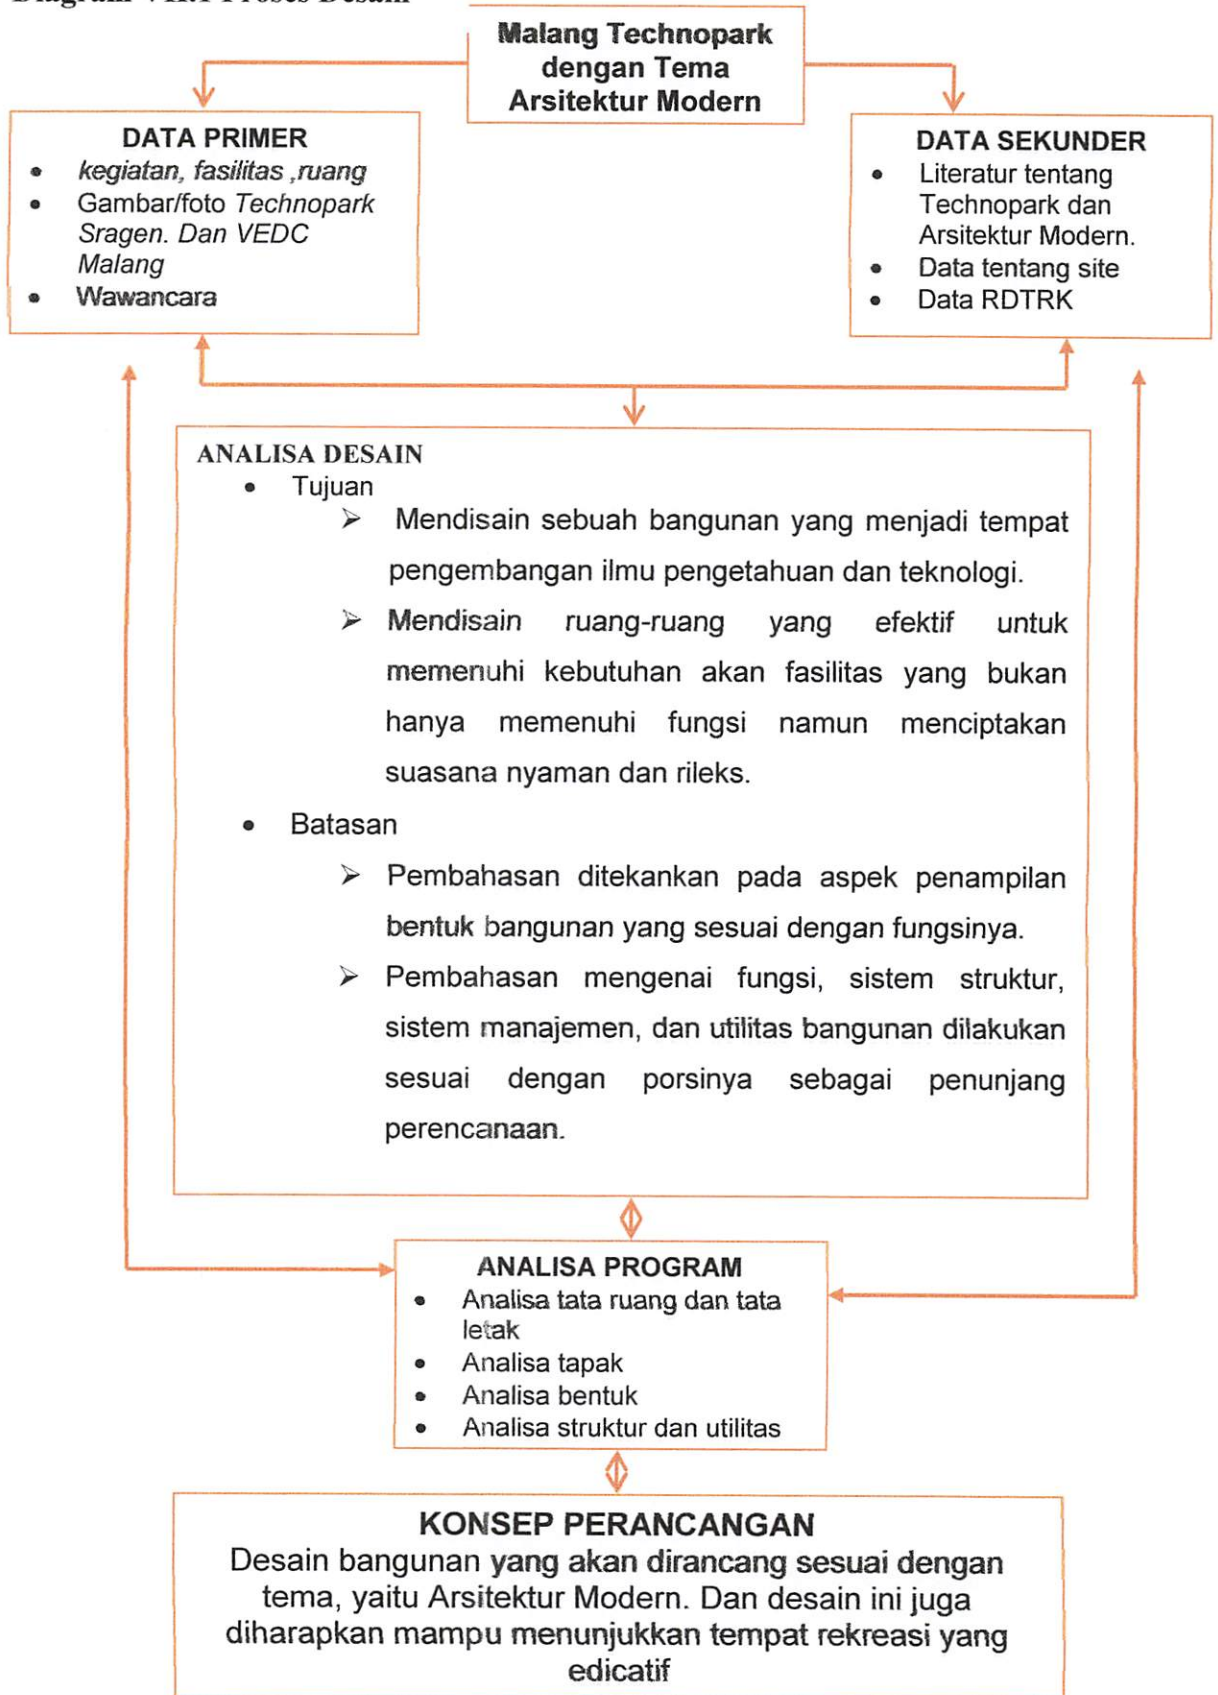 Diagram VII.1 Proses Desain
Malang Technopark
dengan Tema
Arsitektur Modern
DATA PRIMER
• kegiatan, fasilitas ,ruang
• Gambar/foto Technopark
Sragen. Dan VEDC
Malang
• Wawancara
DATA SEKUNDER
• Literatur tentang
Technopark dan
Arsitektur Modern.
• Data tentang site
• Data RDTRK
ANALISA DESAIN
• Tujuan
➢ Mendisain sebuah bangunan yang menjadi tempat
pengembangan ilmu pengetahuan dan teknologi.
➢ Mendisain ruang-ruang yang efektif untuk
memenuhi kebutuhan akan fasilitas yang bukan
hanya memenuhi fungsi namun menciptakan
suasana nyaman dan rileks.
• Batasan
➢ Pembahasan ditekankan pada aspek penampilan
bentuk bangunan yang sesuai dengan fungsinya.
➢ Pembahasan mengenai fungsi, sistem struktur,
sistem manajemen, dan utilitas bangunan dilakukan
sesuai dengan porsinya sebagai penunjang
perencanaan.
ANALISA PROGRAM
• Analisa tata ruang dan tata
letak
• Analisa tapak
• Analisa bentuk
• Analisa struktur dan utilitas
KONSEP PERANCANGAN
Desain bangunan yang akan dirancang sesuai dengan
tema, yaitu Arsitektur Modern. Dan desain ini juga
diharapkan mampu menunjukkan tempat rekreasi yang
edicatif